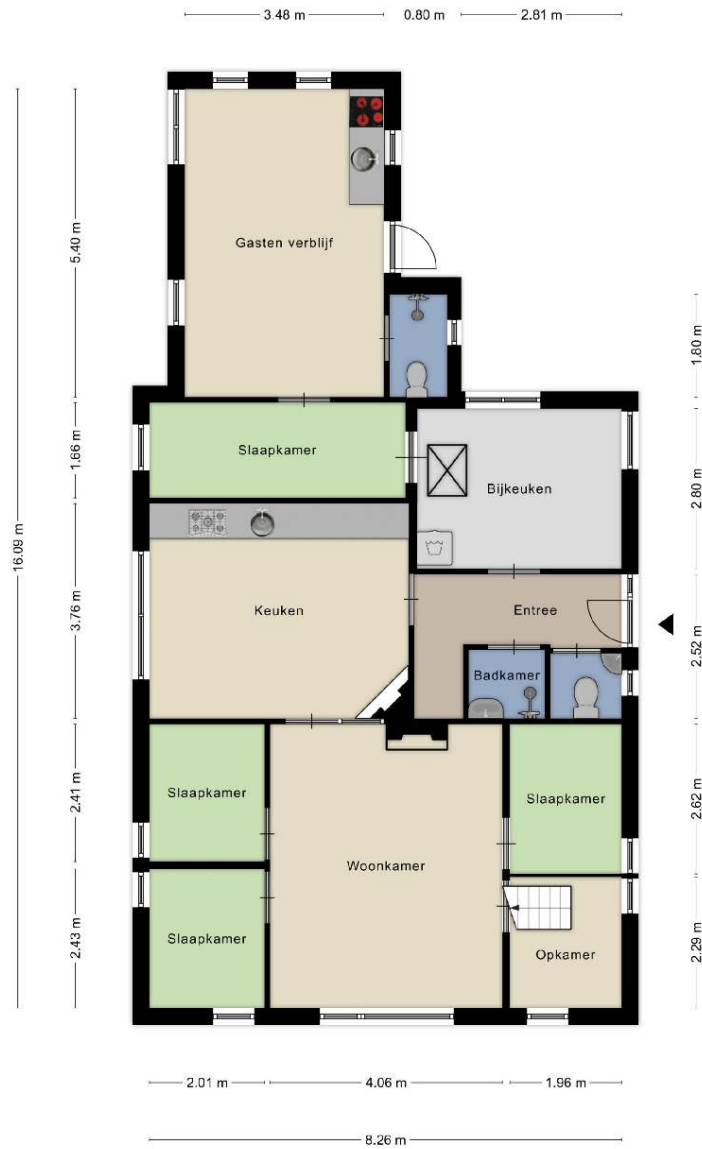 3.48 m
0.80 m
2.81 m
16.09 m
5.40 m
Gasten verblijf
1.80 m
1.66 m
Slaapkamer
Bijkeuken
2.80 m
3.76 m
Keuken
Entree
2.52 m
Badkamer
2.41 m
Slaapkamer
Slaapkamer
2.62 m
Woonkamer
2.43 m
Slaapkamer
Opkamer
2.29 m
2.01 m
4.06 m
1.96 m
8.26 m